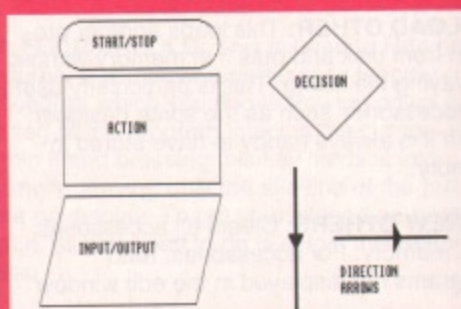 START/STOP
DECISION
ACTION
INPUT/OUTPUT
DIRECTION
ARROWS